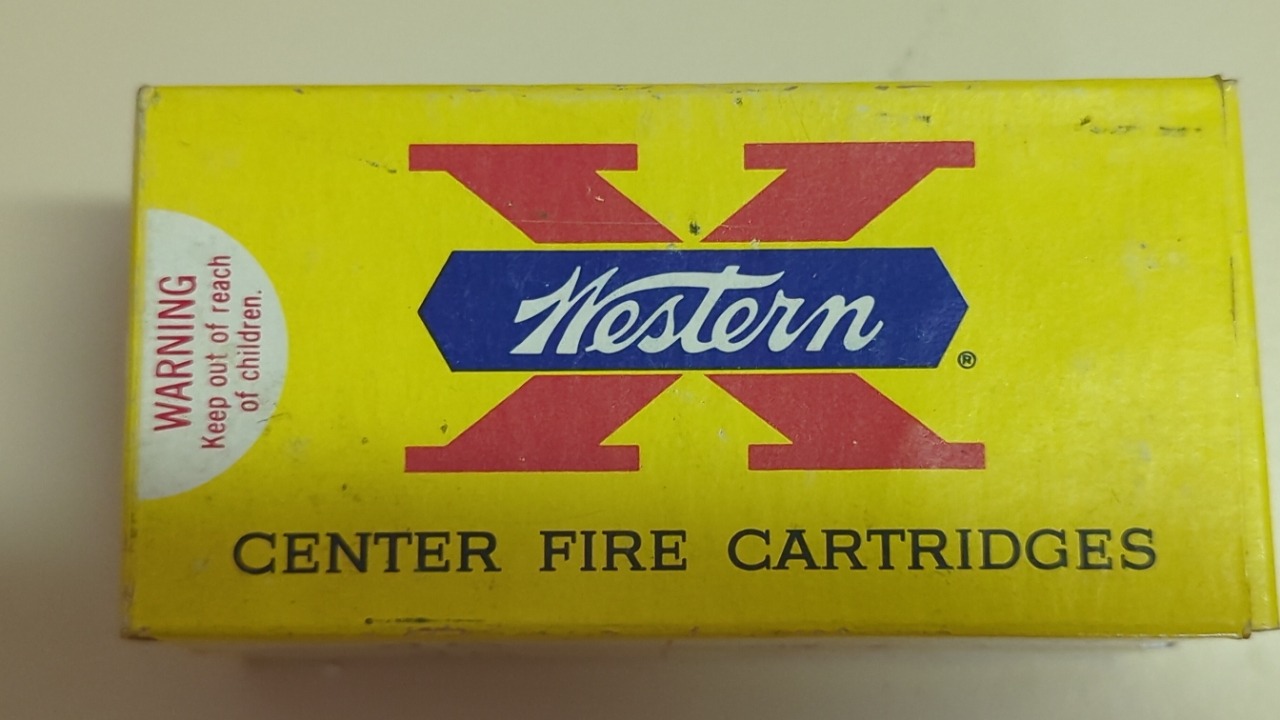 WARNING
Keep out of reach
of children.
X
Western
®
CENTER FIRE CARTRIDGES